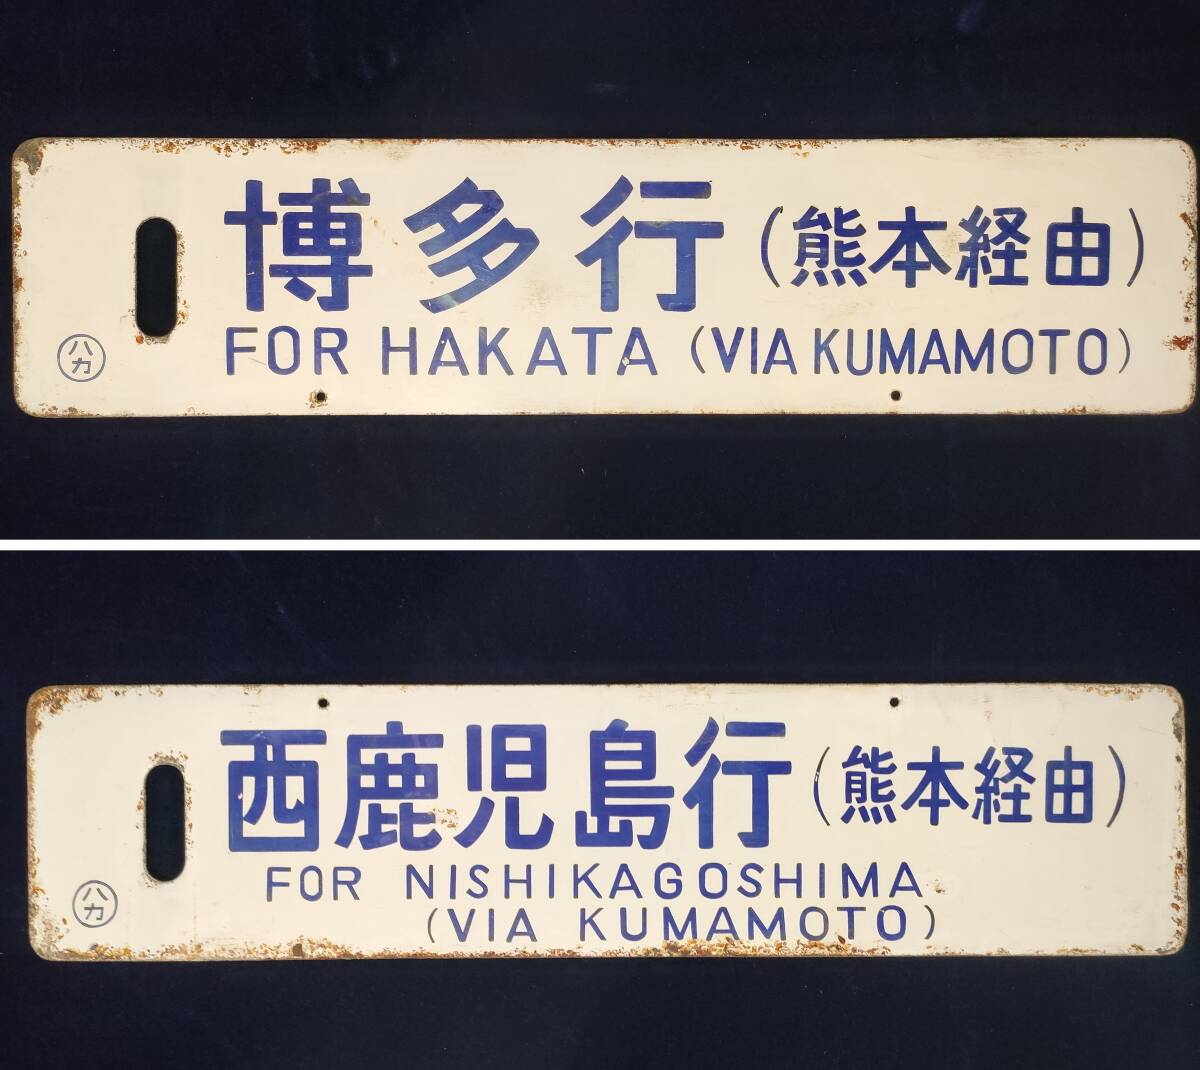 博多行（熊本経由）
FOR HAKATA (VIA KUMAMOTO)
ハカ
西鹿児島行（熊本経由）
FOR NISHIKAGOSHIMA
(VIA KUMAMOTO)
ハカ